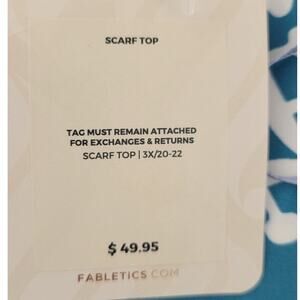 SCARF TOP
TAG MUST REMAIN ATTACHED
FOR EXCHANGES & RETURNS
SCARF TOP | 3X/20-22
$ 49.95
FABLETICS.COM